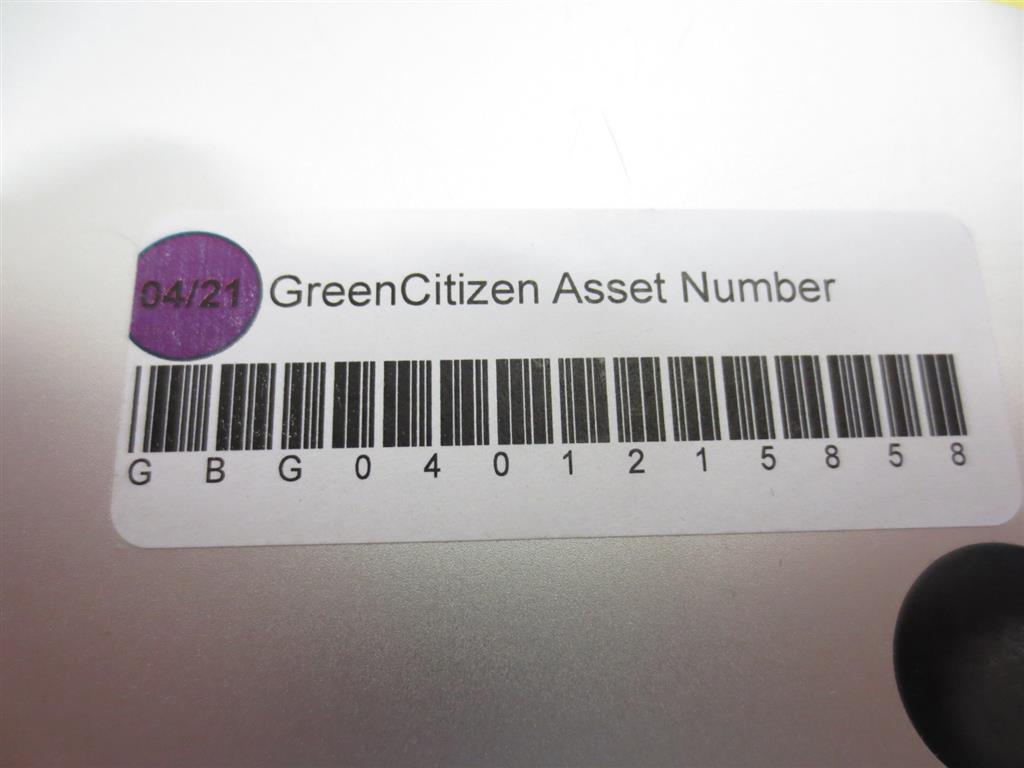 04/21 GreenCitizen Asset Number
G B G 0 4 0 1 2 1 5 8 5 8